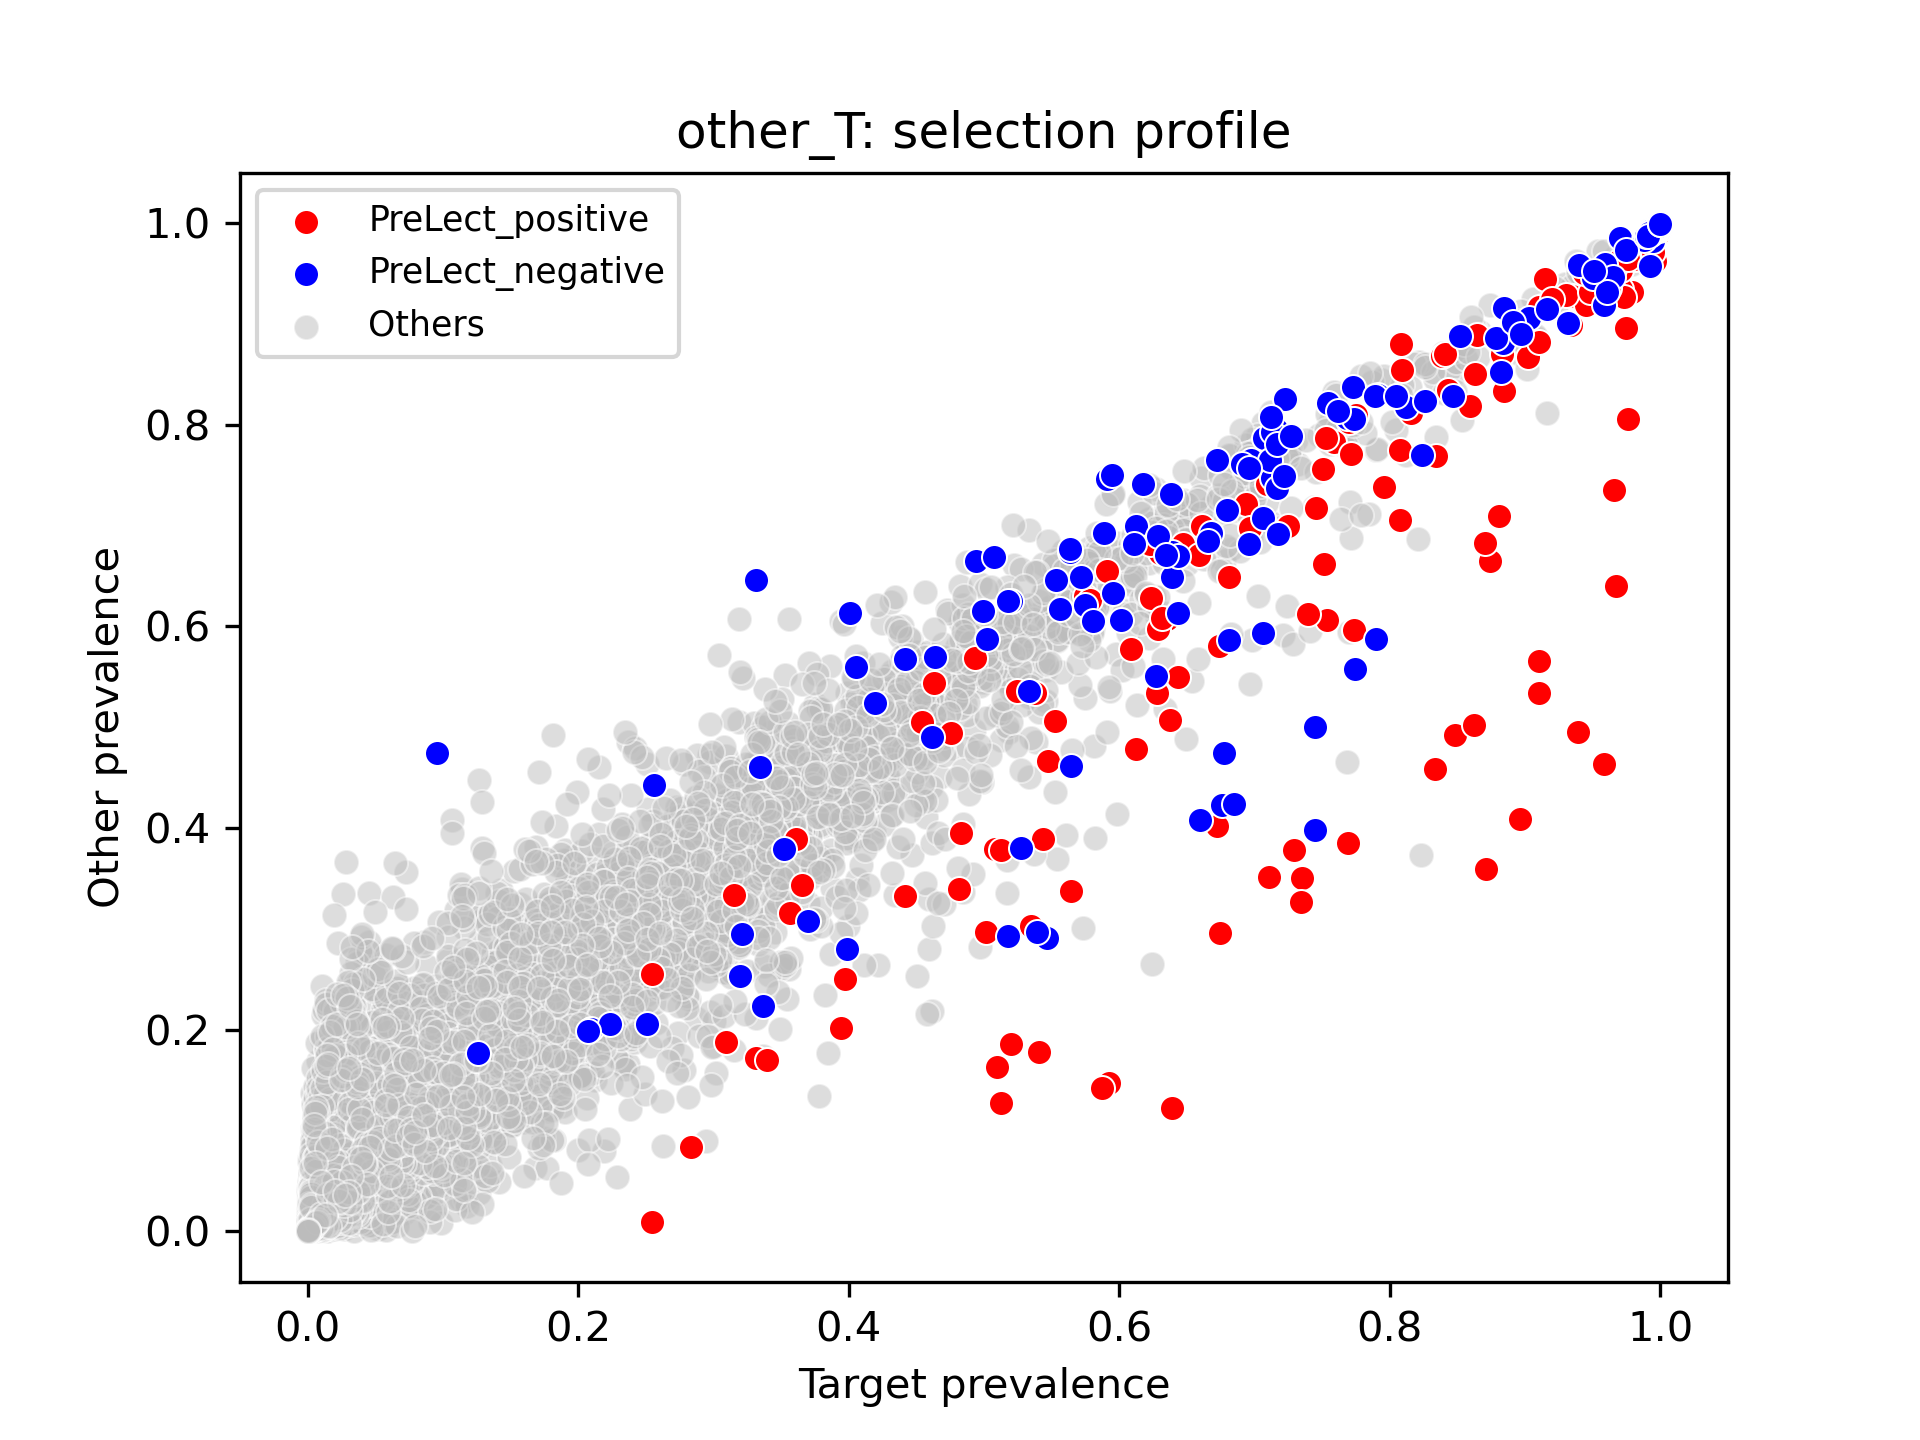 other_T: selection profile
PreLect_positive
PreLect_negative
Others
1.0
0.8
0.6
0.4
0.2
0.0
Other prevalence
0.0 0.2 0.4 0.6 0.8 1.0
Target prevalence